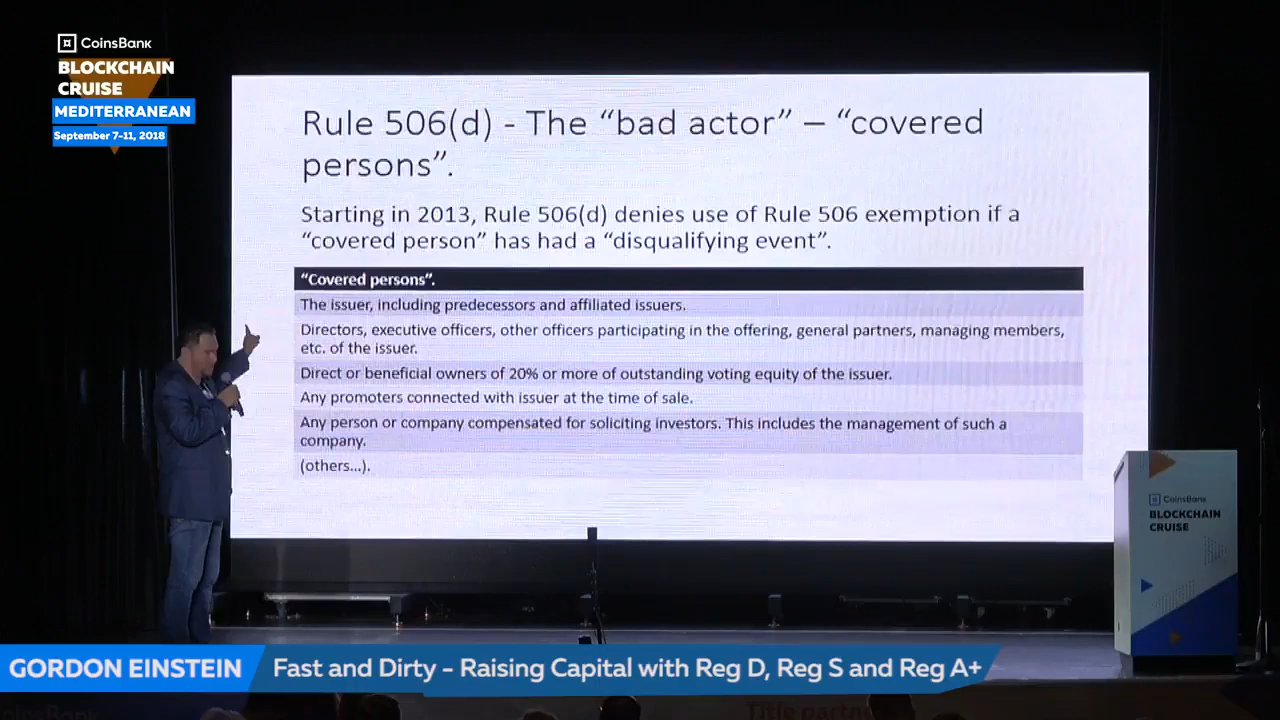 CoinsBank
BLOCKCHAIN
CRUISE
MEDITERRANEAN
September 7-11, 2018
Rule 506(d) - The “bad actor” – “covered
persons”.
Starting in 2013, Rule 506(d) denies use of Rule 506 exemption if a
“covered person” has had a “disqualifying event”.
“Covered persons”.
The issuer, including predecessors and affiliated issuers.
Directors, executive officers, other officers participating in the offering, general partners, managing members,
etc. of the issuer.
Direct or beneficial owners of 20% or more of outstanding voting equity of the issuer.
Any promoters connected with issuer at the time of sale.
Any person or company compensated for soliciting investors. This includes the management of such a
company.
(others...).
CoinsBank
BLOCKCHAIN
CRUISE
GORDON EINSTEIN
Fast and Dirty – Raising Capital with Reg D, Reg S and Reg A+
CoinsBank
Title